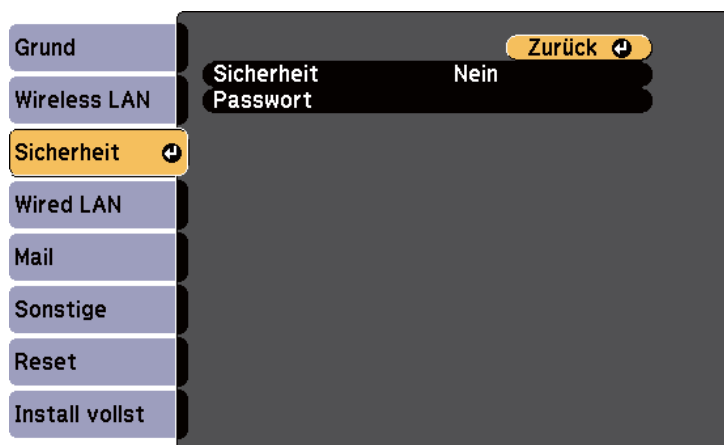 Grund
Wireless LAN
Sicherheit
Wired LAN
Mail
Sonstige
Reset
Install vollst
Zurück
Sicherheit Nein
Passwort